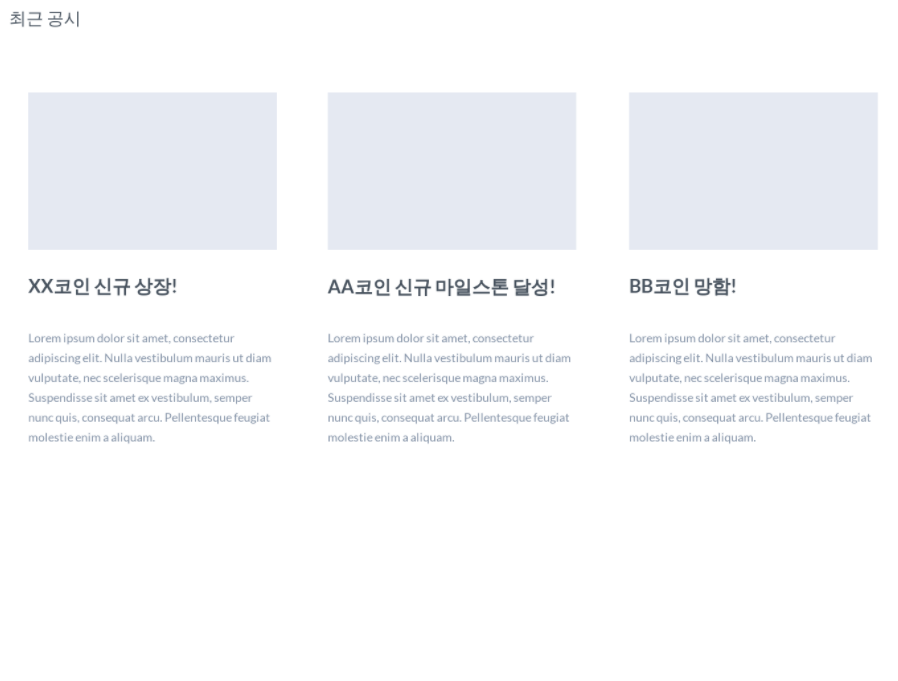 최근 공시
XX코인 신규 상장!
Lorem ipsum dolor sit amet, consectetur
adipiscing elit. Nulla vestibulum mauris ut diam
vulputate, nec scelerisque magna maximus.
Suspendisse sit amet ex vestibulum, semper
nunc quis, consequat arcu. Pellentesque feugiat
molestie enim a aliquam.
AA코인 신규 마일스톤 달성!
Lorem ipsum dolor sit amet, consectetur
adipiscing elit. Nulla vestibulum mauris ut diam
vulputate, nec scelerisque magna maximus.
Suspendisse sit amet ex vestibulum, semper
nunc quis, consequat arcu. Pellentesque feugiat
molestie enim a aliquam.
BB코인 망함!
Lorem ipsum dolor sit amet, consectetur
adipiscing elit. Nulla vestibulum mauris ut diam
vulputate, nec scelerisque magna maximus.
Suspendisse sit amet ex vestibulum, semper
nunc quis, consequat arcu. Pellentesque feugiat
molestie enim a aliquam.